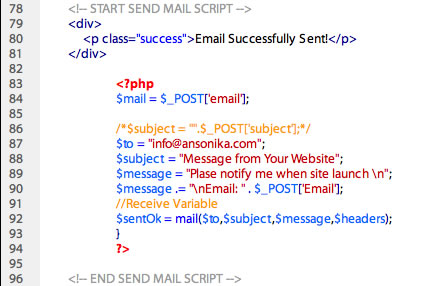 78 <!-- START SEND MAIL SCRIPT -->
79 <div>
80 <p class="success">Email Successfully Sent!</p>
81 </div>
82
83 <?php
84 $mail = $_POST['email'];
85
86 /*$subject = "".$_POST['subject'];*/
87 $to = "info@ansonika.com";
88 $subject = "Message from Your Website";
89 $message = "Plase notify me when site launch \n";
90 $message .= "\nEmail: " . $_POST['Email'];
91 //Receive Variable
92 $sentOk = mail($to,$subject,$message,$headers);
93 }
94 ?>
95
96 <!-- END SEND MAIL SCRIPT -->